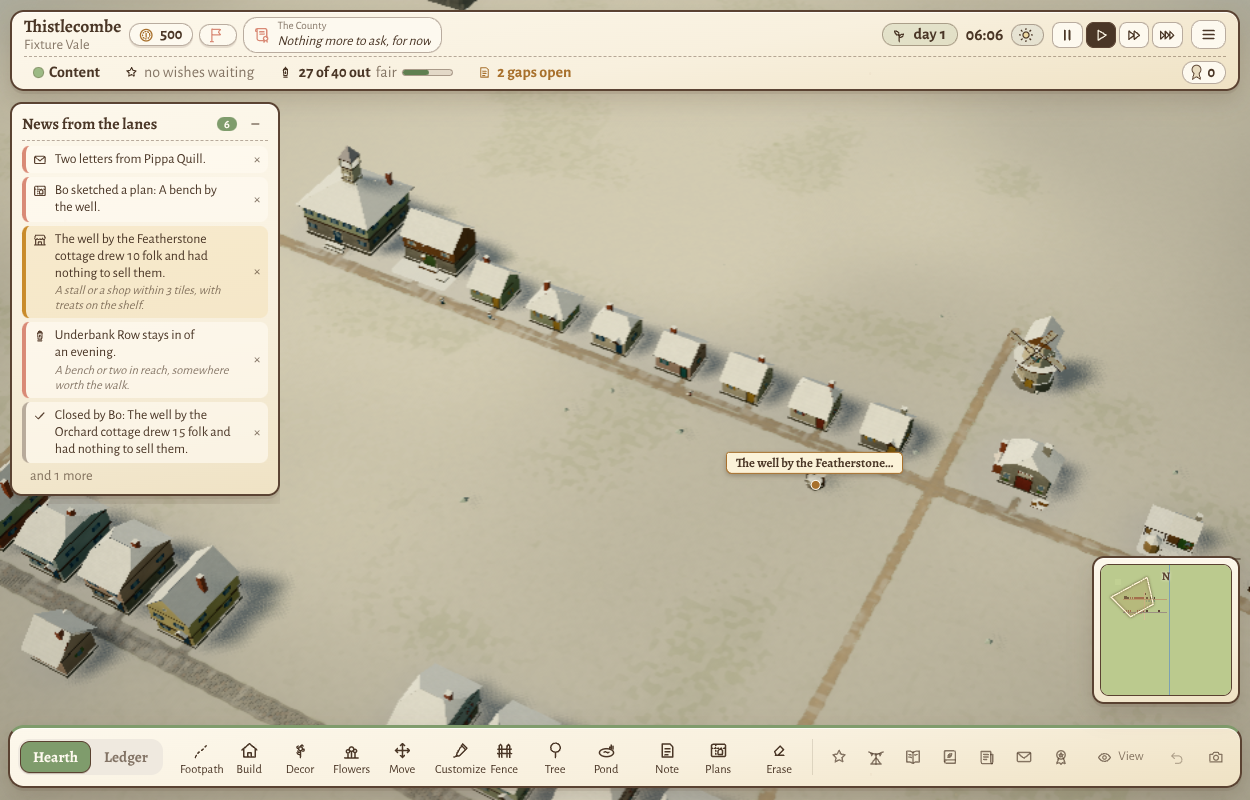 Thistlecombe
Fixture Vale
500
The County
Nothing more to ask, for now
day 1
06:06
Content
no wishes waiting
27 of 40 out fair
2 gaps open
0
News from the lanes
6
Two letters from Pippa Quill.
Bo sketched a plan: A bench by
the well.
The well by the Featherstone
cottage drew 10 folk and had
nothing to sell them.
A stall or a shop within 3 tiles, with
treats on the shelf.
Underbank Row stays in of
an evening.
A bench or two in reach, somewhere
worth the walk.
Closed by Bo: The well by the
Orchard cottage drew 15 folk and
had nothing to sell them.
and 1 more
The well by the Featherstone...
N
Hearth
Ledger
Footpath
Build
Decor
Flowers
Move
Customize
Fence
Tree
Pond
Note
Plans
Erase
View